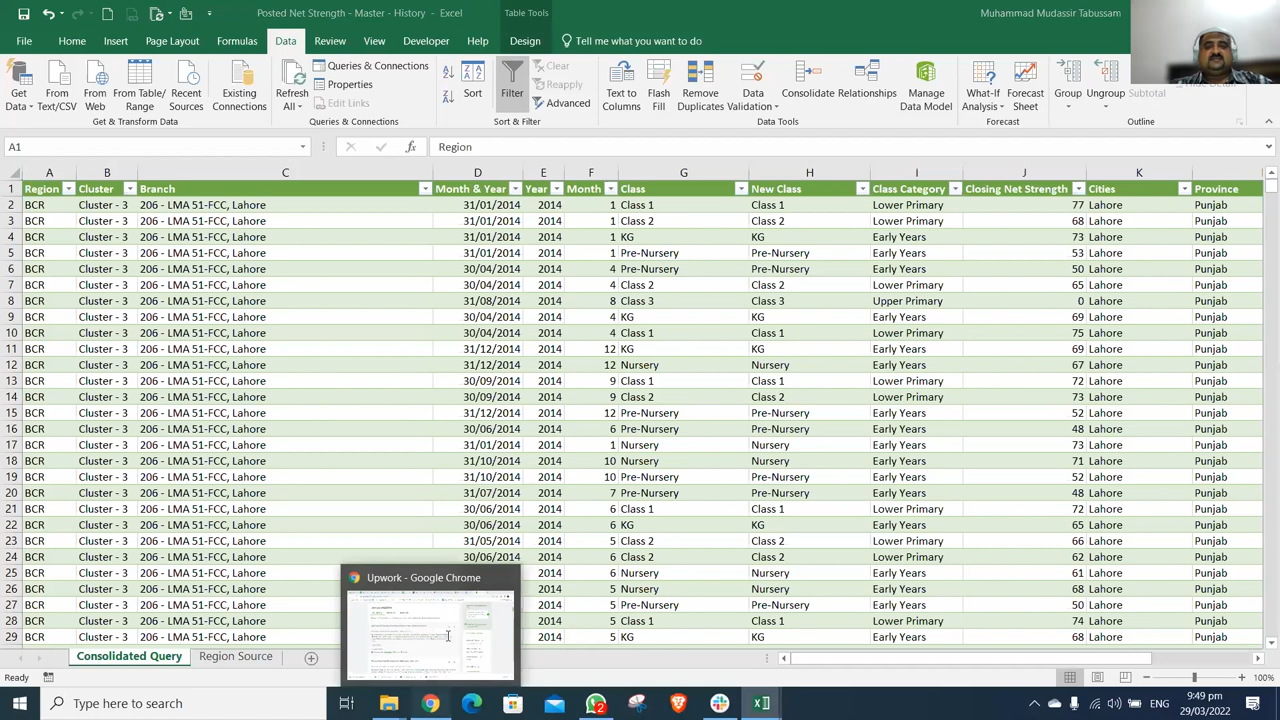 Posted Net Strength - Master - History - Excel
Table Tools
Muhammad Mudassir Tabussam
File Home Insert Page Layout Formulas Data Review View Developer Help Design Tell me what you want to do
Get Data
From Text/CSV
From Web
From Table/ Range
Recent Sources
Existing Connections
Refresh All
Queries & Connections
Properties
Edit Links
Sort
Filter
Clear
Reapply
Advanced
Text to Columns
Flash Fill
Remove Duplicates
Data Validation
Consolidate
Relationships
Manage Data Model
What-If Analysis
Forecast Sheet
Group
Ungroup
Subtotal
Hide Detail
Get & Transform Data
Queries & Connections
Sort & Filter
Data Tools
Forecast
Outline
A1 fx Region
A B C D E F G H I J K L
1 Region Cluster Branch Month & Year Year Month Class New Class Class Category Closing Net Strength Cities Province
2 BCR Cluster - 3 206 - LMA 51-FCC, Lahore 31/01/2014 2014 1 Class 1 Class 1 Lower Primary 77 Lahore Punjab
3 BCR Cluster - 3 206 - LMA 51-FCC, Lahore 31/01/2014 2014 1 Class 2 Class 2 Lower Primary 68 Lahore Punjab
4 BCR Cluster - 3 206 - LMA 51-FCC, Lahore 31/01/2014 2014 1 KG KG Early Years 73 Lahore Punjab
5 BCR Cluster - 3 206 - LMA 51-FCC, Lahore 31/01/2014 2014 1 Pre-Nursery Pre-Nursery Early Years 53 Lahore Punjab
6 BCR Cluster - 3 206 - LMA 51-FCC, Lahore 30/04/2014 2014 4 Pre-Nursery Pre-Nursery Early Years 50 Lahore Punjab
7 BCR Cluster - 3 206 - LMA 51-FCC, Lahore 30/04/2014 2014 4 Class 2 Class 2 Lower Primary 65 Lahore Punjab
8 BCR Cluster - 3 206 - LMA 51-FCC, Lahore 31/08/2014 2014 8 Class 3 Class 3 Upper Primary 0 Lahore Punjab
9 BCR Cluster - 3 206 - LMA 51-FCC, Lahore 30/04/2014 2014 4 KG KG Early Years 69 Lahore Punjab
10 BCR Cluster - 3 206 - LMA 51-FCC, Lahore 30/04/2014 2014 4 Class 1 Class 1 Lower Primary 75 Lahore Punjab
11 BCR Cluster - 3 206 - LMA 51-FCC, Lahore 31/12/2014 2014 12 KG KG Early Years 69 Lahore Punjab
12 BCR Cluster - 3 206 - LMA 51-FCC, Lahore 31/12/2014 2014 12 Nursery Nursery Early Years 67 Lahore Punjab
13 BCR Cluster - 3 206 - LMA 51-FCC, Lahore 30/09/2014 2014 9 Class 1 Class 1 Lower Primary 72 Lahore Punjab
14 BCR Cluster - 3 206 - LMA 51-FCC, Lahore 30/09/2014 2014 9 Class 2 Class 2 Lower Primary 73 Lahore Punjab
15 BCR Cluster - 3 206 - LMA 51-FCC, Lahore 31/12/2014 2014 12 Pre-Nursery Pre-Nursery Early Years 52 Lahore Punjab
16 BCR Cluster - 3 206 - LMA 51-FCC, Lahore 30/06/2014 2014 6 Pre-Nursery Pre-Nursery Early Years 48 Lahore Punjab
17 BCR Cluster - 3 206 - LMA 51-FCC, Lahore 31/01/2014 2014 1 Nursery Nursery Early Years 73 Lahore Punjab
18 BCR Cluster - 3 206 - LMA 51-FCC, Lahore 31/10/2014 2014 10 Nursery Nursery Early Years 71 Lahore Punjab
19 BCR Cluster - 3 206 - LMA 51-FCC, Lahore 31/10/2014 2014 10 Pre-Nursery Pre-Nursery Early Years 52 Lahore Punjab
20 BCR Cluster - 3 206 - LMA 51-FCC, Lahore 31/07/2014 2014 7 Pre-Nursery Pre-Nursery Early Years 48 Lahore Punjab
21 BCR Cluster - 3 206 - LMA 51-FCC, Lahore 30/06/2014 2014 6 Class 1 Class 1 Lower Primary 72 Lahore Punjab
22 BCR Cluster - 3 206 - LMA 51-FCC, Lahore 30/06/2014 2014 6 KG KG Early Years 65 Lahore Punjab
23 BCR Cluster - 3 206 - LMA 51-FCC, Lahore 31/05/2014 2014 5 Class 2 Class 2 Lower Primary 66 Lahore Punjab
24 BCR Cluster - 3 206 - LMA 51-FCC, Lahore 30/06/2014 2014 6 Class 2 Class 2 Lower Primary 62 Lahore Punjab
25 BCR Cluster - 3 206 - LMA 51-FCC, Lahore 2014 6 Nursery Nursery Early Years 61 Lahore Punjab
26 BCR Cluster - 3 206 - LMA 51-FCC, Lahore 2014 5 Nursery Nursery Early Years 68 Lahore Punjab
27 BCR Cluster - 3 206 - LMA 51-FCC, Lahore 2014 5 Pre-Nursery Pre-Nursery Early Years 50 Lahore Punjab
28 BCR Cluster - 3 206 - LMA 51-FCC, Lahore 2014 5 Class 1 Class 1 Lower Primary 74 Lahore Punjab
29 BCR Cluster - 3 206 - LMA 51-FCC, Lahore 2014 5 KG KG Early Years 68 Lahore Punjab
Upwork - Google Chrome
Consolidated Query Region Source
Ready
100%
Type here to search
2
ENG
9:49 pm
29/03/2022